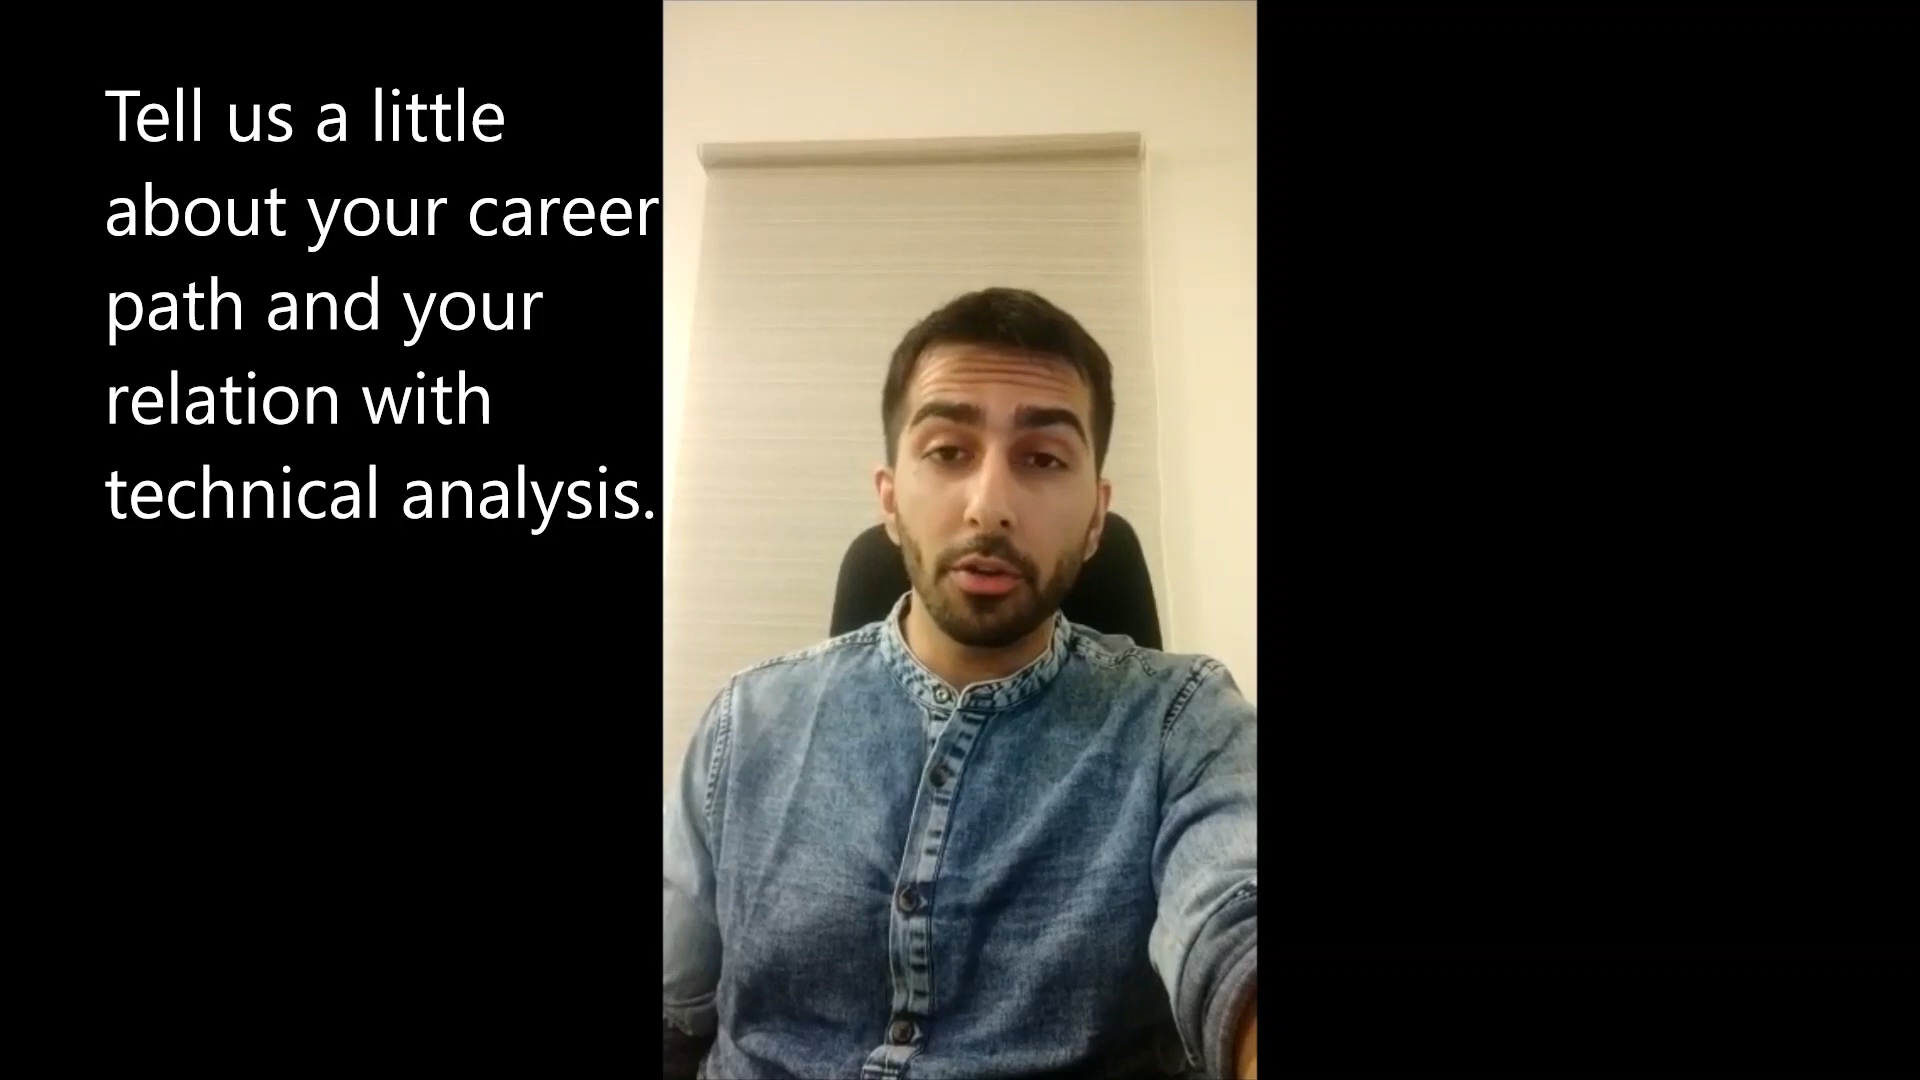 Tell us a little
about your career
path and your
relation with
technical analysis.